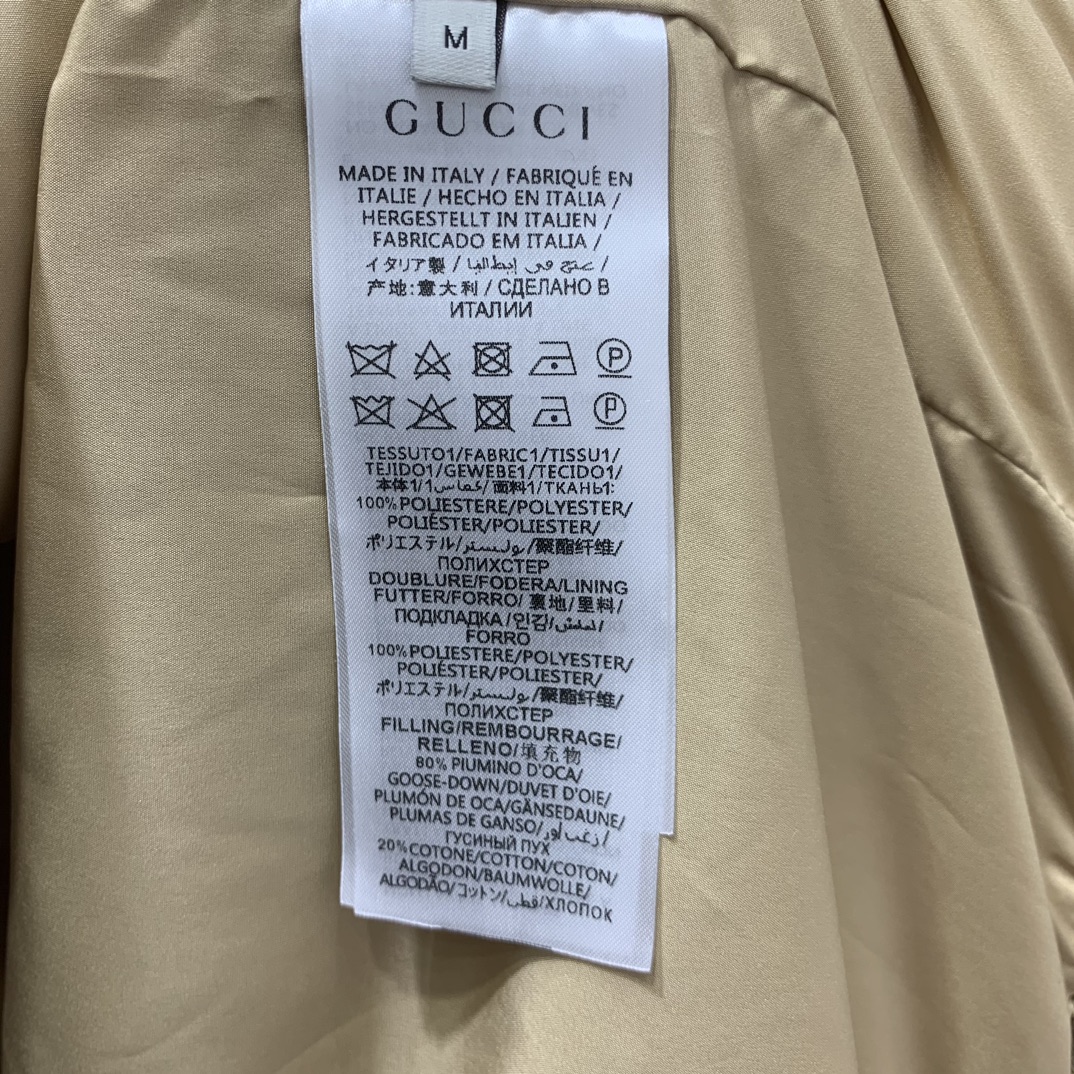 M
GUCCI
MADE IN ITALY / FABRIQUÉ EN
ITALIE / HECHO EN ITALIA /
HERGESTELLT IN ITALIEN /
FABRICADO EM ITALIA /
イタリア製 / في إيطاليا /
产地:意大利 / СДЕЛАНО В
ИТАЛИИ
P
P
TESSUTO1/FABRIC1/TISSU1/
TEJIDO1/GEWEBE1/TECIDO1/
本体1/1قماس/面料1/ТКАНЬ1:
100% POLIESTERE/POLYESTER/
POLIÉSTER/POLIESTER/
ポリエステル/بوليستر/聚酯纤维/
ПОЛИХСТЕР
DOUBLURE/FODERA/LINING
FUTTER/FORRO/ 裏地/里料/
ПОДКЛАДКА/인김/
FORRO
100% POLIESTERE/POLYESTER/
POLIÉSTER/POLIESTER/
ポリエステル/بوليستر/聚酯纤维/
ПОЛИХСТЕР
FILLING/REMBOURRAGE/
RELLENO/填充物
80% PIUMINO D'OCA/
GOOSE-DOWN/DUVET D'OIE/
PLUMÓN DE OCA/GÄNSEDAUNE/
PLUMAS DE GANSO/زغب أوز/
ГУСИНЫЙ ПУХ
20% COTONE/COTTON/COTON/
ALGODON/BAUMWOLLE/
ALGODÃO/コットン/قطن/ХЛОПОК